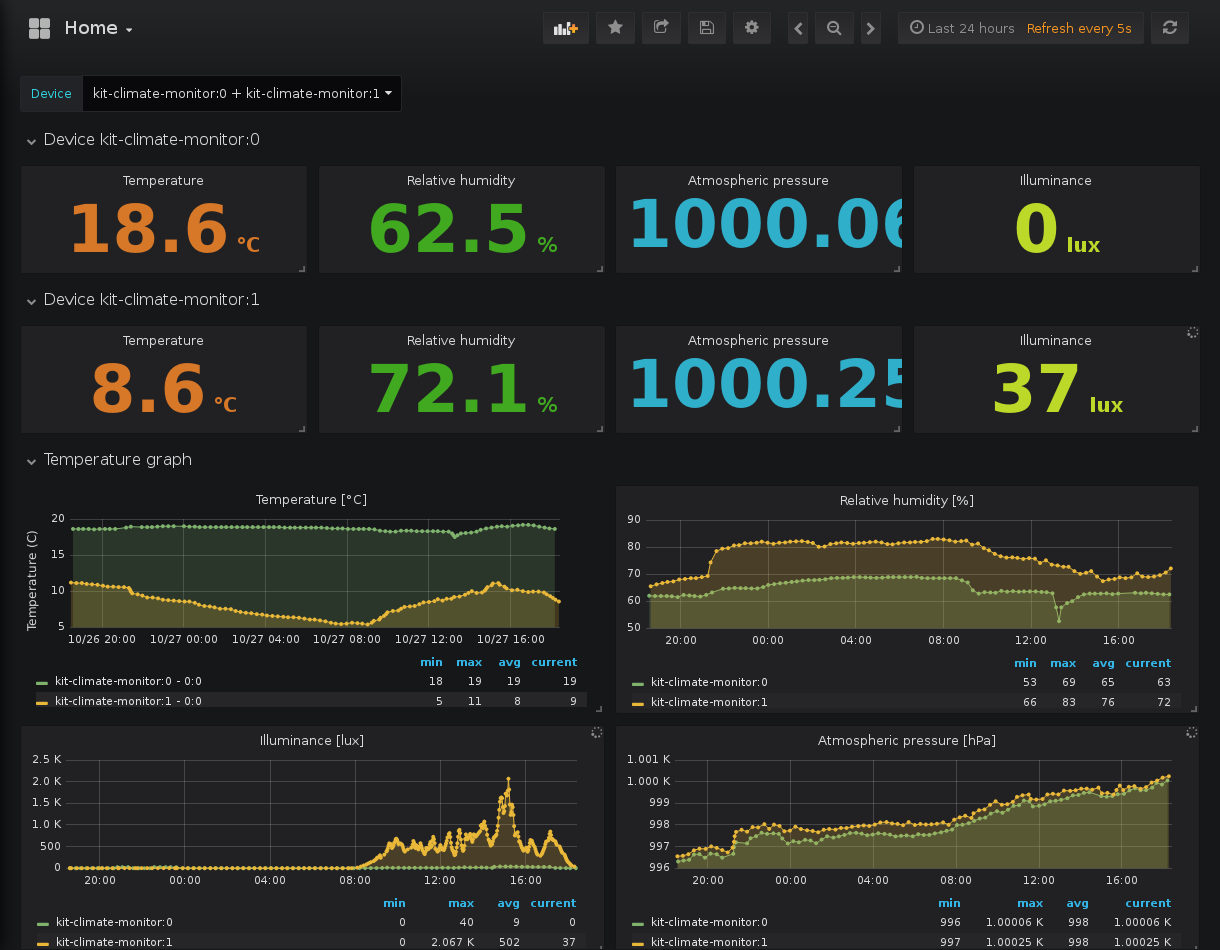 Home
Last 24 hours Refresh every 5s
Device kit-climate-monitor:0 + kit-climate-monitor:1
Device kit-climate-monitor:0
Temperature Relative humidity Atmospheric pressure Illuminance
18.6 °C 62.5 % 1000.06 0 lux
Device kit-climate-monitor:1
Temperature Relative humidity Atmospheric pressure Illuminance
8.6 °C 72.1 % 1000.25 37 lux
Temperature graph
Temperature [°C]
Temperature (C)
20
15
10
5
10/26 20:00 10/27 00:00 10/27 04:00 10/27 08:00 10/27 12:00 10/27 16:00
min max avg current
kit-climate-monitor:0 - 0:0 18 19 19 19
kit-climate-monitor:1 - 0:0 5 11 8 9
Relative humidity [%]
90
80
70
60
50
20:00 00:00 04:00 08:00 12:00 16:00
min max avg current
kit-climate-monitor:0 53 69 65 63
kit-climate-monitor:1 66 83 76 72
Illuminance [lux]
2.5 K
2.0 K
1.5 K
1.0 K
500
0
20:00 00:00 04:00 08:00 12:00 16:00
min max avg current
kit-climate-monitor:0 0 40 9 0
kit-climate-monitor:1 0 2.067 K 502 37
Atmospheric pressure [hPa]
1.001 K
1.000 K
999
998
997
996
20:00 00:00 04:00 08:00 12:00 16:00
min max avg current
kit-climate-monitor:0 996 1.00006 K 998 1.00006 K
kit-climate-monitor:1 997 1.00025 K 998 1.00025 K